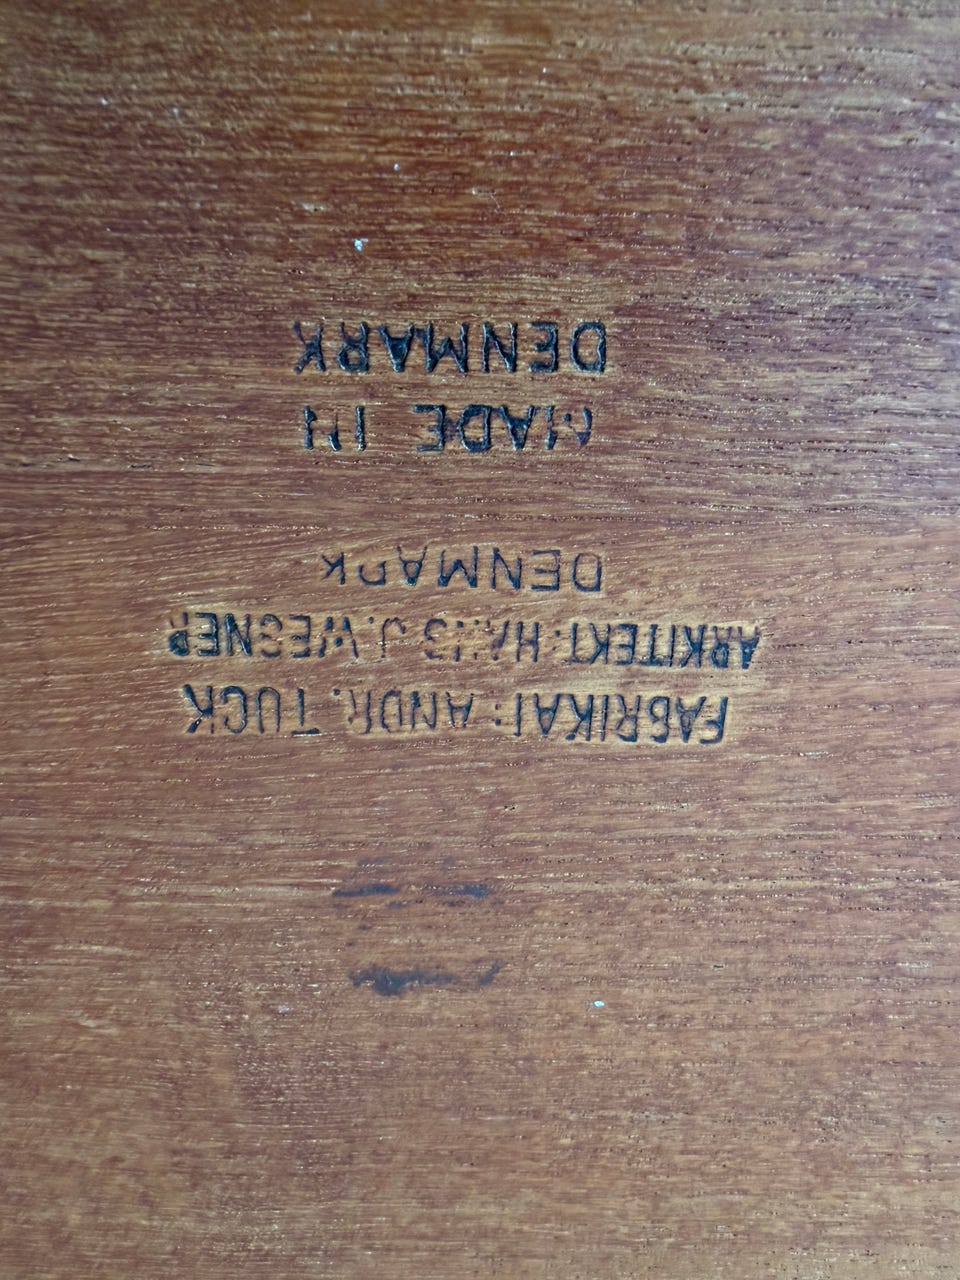 FABRIKAT: ANDR. TUCK
ARKITEKT: HANS J. WEGNER
DENMARK
MADE IN
DENMARK